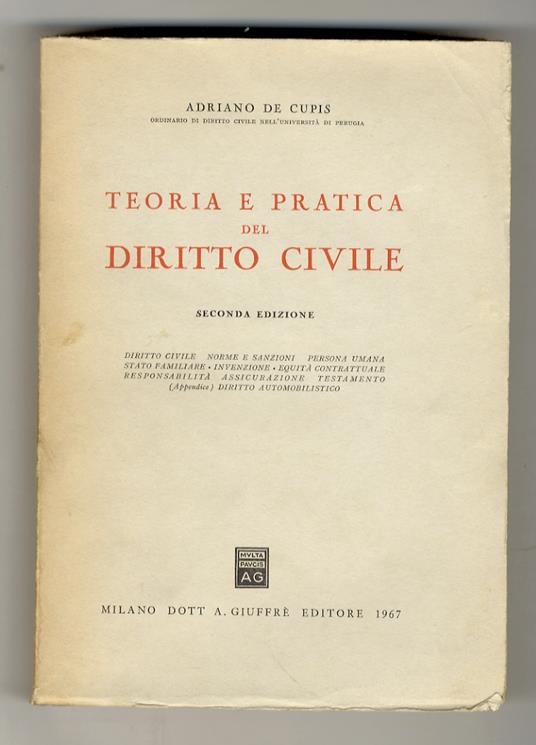 ADRIANO DE CUPIS
ORDINARIO DI DIRITTO CIVILE NELL'UNIVERSITÀ DI PERUGIA
TEORIA E PRATICA
DEL
DIRITTO CIVILE
SECONDA EDIZIONE
DIRITTO CIVILE NORME E SANZIONI PERSONA UMANA
STATO FAMILIARE • INVENZIONE • EQUITÀ CONTRATTUALE
RESPONSABILITÀ ASSICURAZIONE TESTAMENTO
(Appendice) DIRITTO AUTOMOBILISTICO
MVLTA
PAVCIS
AG
MILANO DOTT A. GIUFFRÈ EDITORE 1967